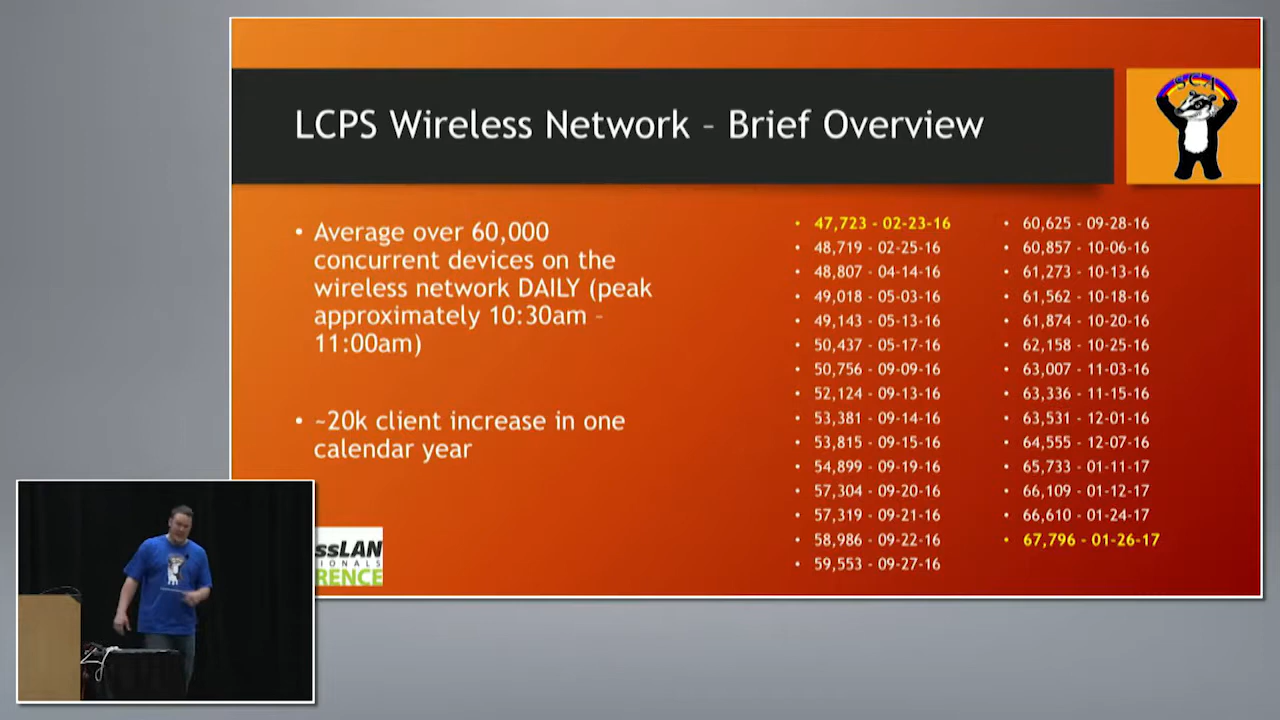 LCPS Wireless Network – Brief Overview
SCA
• Average over 60,000
concurrent devices on the
wireless network DAILY (peak
approximately 10:30am –
11:00am)
• ~20k client increase in one
calendar year
• 47,723 - 02-23-16
• 48,719 - 02-25-16
• 48,807 - 04-14-16
• 49,018 - 05-03-16
• 49,143 - 05-13-16
• 50,437 - 05-17-16
• 50,756 - 09-09-16
• 52,124 - 09-13-16
• 53,381 - 09-14-16
• 53,815 - 09-15-16
• 54,899 - 09-19-16
• 57,304 - 09-20-16
• 57,319 - 09-21-16
• 58,986 - 09-22-16
• 59,553 - 09-27-16
• 60,625 - 09-28-16
• 60,857 - 10-06-16
• 61,273 - 10-13-16
• 61,562 - 10-18-16
• 61,874 - 10-20-16
• 62,158 - 10-25-16
• 63,007 - 11-03-16
• 63,336 - 11-15-16
• 63,531 - 12-01-16
• 64,555 - 12-07-16
• 65,733 - 01-11-17
• 66,109 - 01-12-17
• 66,610 - 01-24-17
• 67,796 - 01-26-17
ssLAN
IONALS
RENCE